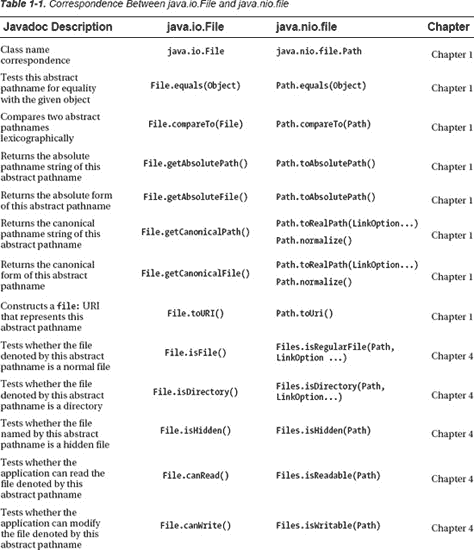 Table 1-1. Correspondence Between java.io.File and java.nio.file
Javadoc Description java.io.File java.nio.file Chapter
Class name
correspondence
java.io.File java.nio.file.Path Chapter 1
Tests this abstract
pathname for equality
with the given object
File.equals(Object) Path.equals(Object) Chapter 1
Compares two abstract
pathnames
lexicographically
File.compareTo(File) Path.compareTo(Path) Chapter 1
Returns the absolute
pathname string of this
abstract pathname
File.getAbsolutePath() Path.toAbsolutePath() Chapter 1
Returns the absolute form
of this abstract pathname
File.getAbsoluteFile() Path.toAbsolutePath() Chapter 1
Returns the canonical
pathname string of this
abstract pathname
File.getCanonicalPath()
Path.toRealPath(LinkOption...)
Path.normalize()
Chapter 1
Returns the canonical
form of this abstract
pathname
File.getCanonicalFile()
Path.toRealPath(LinkOption...)
Path.normalize()
Chapter 1
Constructs a file: URI
that represents this
abstract pathname
File.toURI() Path.toUri() Chapter 1
Tests whether the file
denoted by this abstract
pathname is a normal file
File.isFile()
Files.isRegularFile(Path,
LinkOption ...)
Chapter 4
Tests whether the file
denoted by this abstract
pathname is a directory
File.isDirectory()
Files.isDirectory(Path,
LinkOption...)
Chapter 4
Tests whether the file
named by this abstract
pathname is a hidden file
File.isHidden() Files.isHidden(Path) Chapter 4
Tests whether the
application can read the
file denoted by this
abstract pathname
File.canRead() Files.isReadable(Path) Chapter 4
Tests whether the
application can modify
the file denoted by this
abstract pathname
File.canWrite() Files.isWritable(Path) Chapter 4